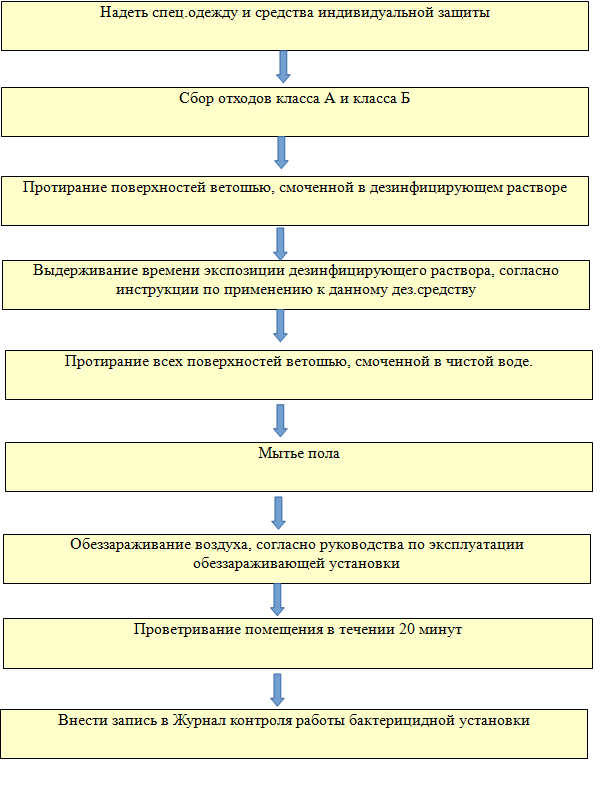 Надеть спец.одежду и средства индивидуальной защиты
Сбор отходов класса А и класса Б
Протирание поверхностей ветошью, смоченной в дезинфицирующем растворе
Выдерживание времени экспозиции дезинфицирующего раствора, согласно
инструкции по применению к данному дез.средству
Протирание всех поверхностей ветошью, смоченной в чистой воде.
Мытье пола
Обеззараживание воздуха, согласно руководства по эксплуатации
обеззараживающей установки
Проветривание помещения в течении 20 минут
Внести запись в Журнал контроля работы бактерицидной установки